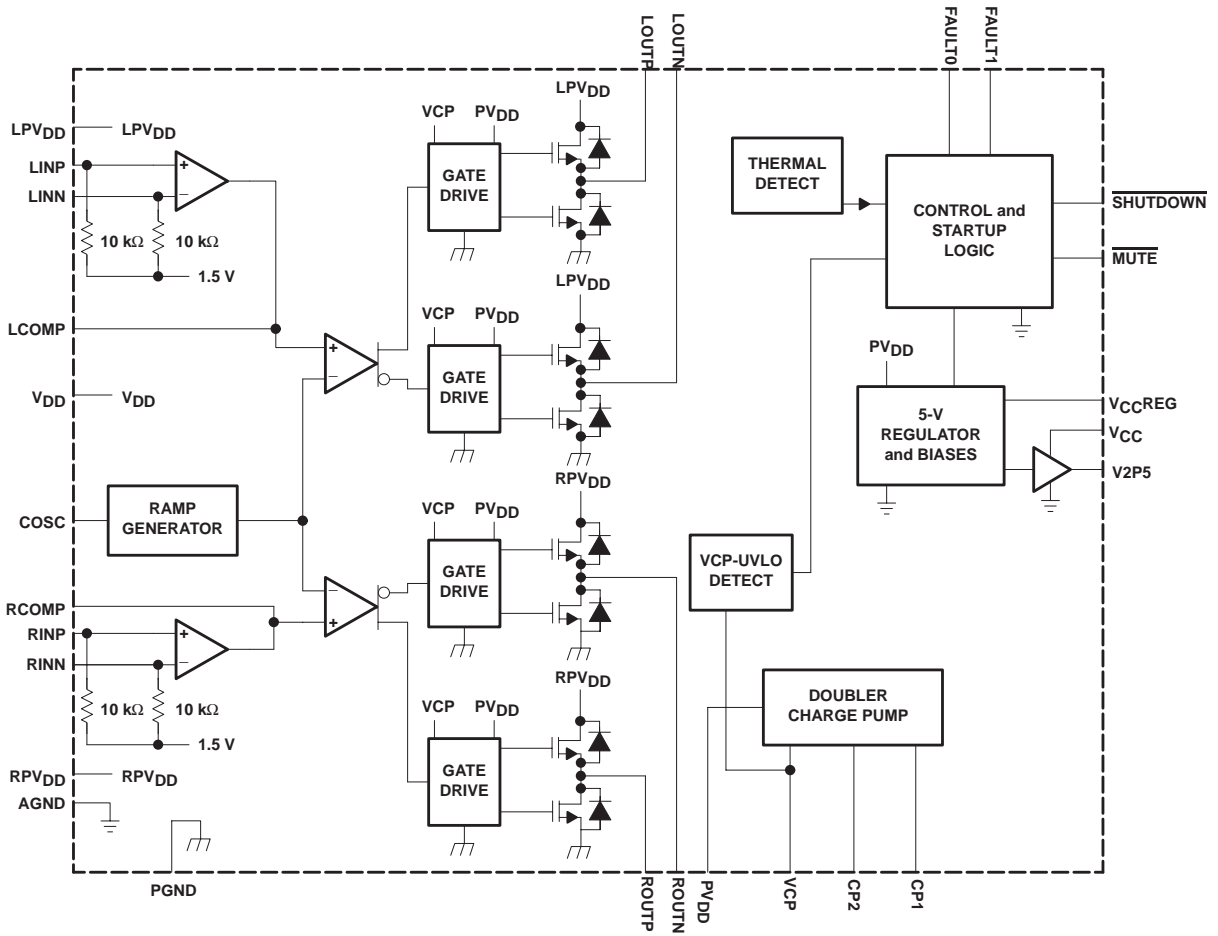 LOUTP
LOUTN
FAULT0
FAULT1
LPVDD
LPVDD
LINP
LINN
+
−
10 kΩ
10 kΩ
1.5 V
VCP
PVDD
LPVDD
GATE
DRIVE
THERMAL
DETECT
CONTROL and
STARTUP
LOGIC
SHUTDOWN
MUTE
LCOMP
+
−
VCP
PVDD
LPVDD
GATE
DRIVE
VDD
VDD
PVDD
5-V
REGULATOR
and BIASES
VCCREG
VCC
V2P5
COSC
RAMP
GENERATOR
VCP
PVDD
RPVDD
GATE
DRIVE
VCP-UVLO
DETECT
−
+
RCOMP
RINP
RINN
+
−
10 kΩ
10 kΩ
1.5 V
VCP
PVDD
RPVDD
GATE
DRIVE
DOUBLER
CHARGE PUMP
RPVDD
RPVDD
AGND
PGND
ROUTP
ROUTN
PVDD
VCP
CP2
CP1